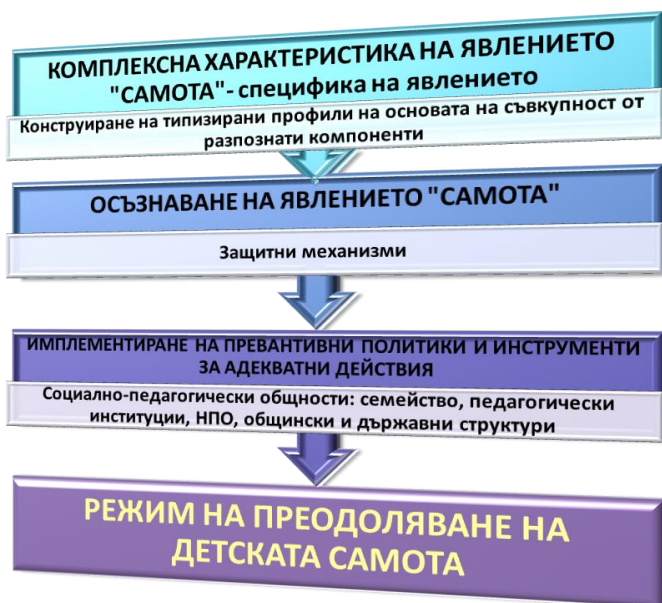 КОМПЛЕКСНА ХАРАКТЕРИСТИКА НА ЯВЛЕНИЕТО
"САМОТА"- специфика на явлението
Конструиране на типизирани профили на основата на съвкупност от
разпознати компоненти
ОСЪЗНАВАНЕ НА ЯВЛЕНИЕТО "САМОТА"
Защитни механизми
ИМПЛЕМЕНТИРАНЕ НА ПРЕВАНТИВНИ ПОЛИТИКИ И ИНСТРУМЕНТИ
ЗА АДЕКВАТНИ ДЕЙСТВИЯ
Социално-педагогически общности: семейство, педагогически
институции, НПО, общински и държавни структури
РЕЖИМ НА ПРЕОДОЛЯВАНЕ НА
ДЕТСКАТА САМОТА